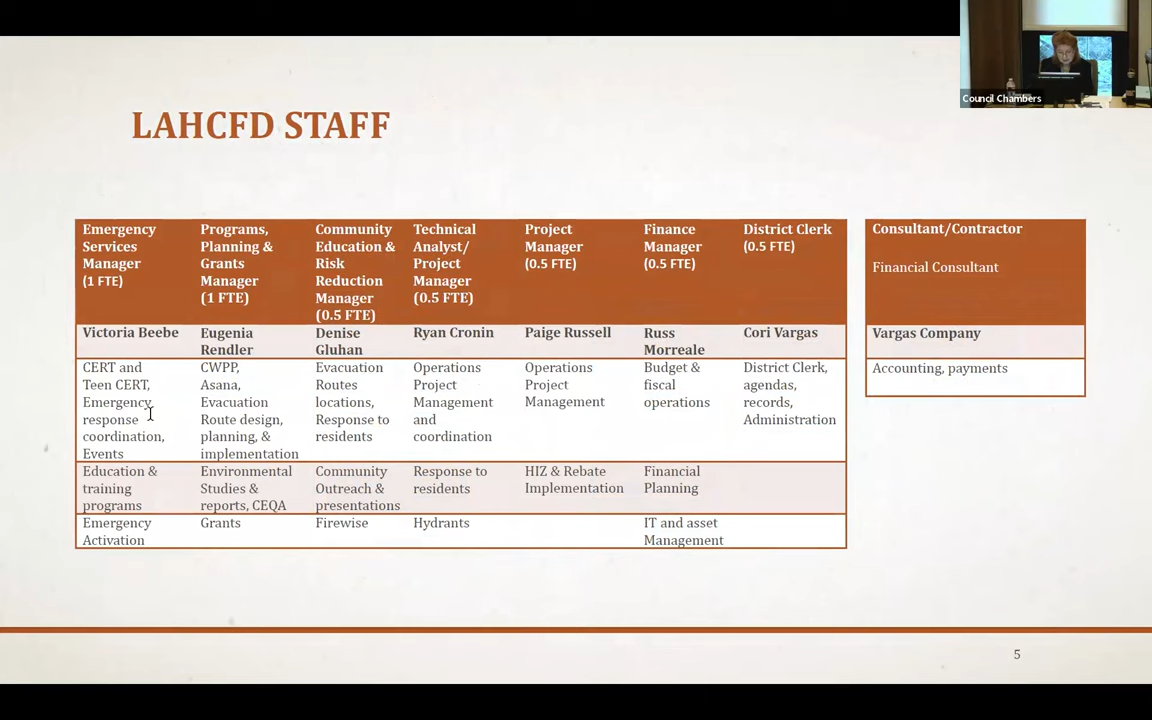 Council Chambers
LAHCFD STAFF
Emergency
Services
Manager
(1 FTE)
Programs,
Planning &
Grants
Manager
(1 FTE)
Community
Education &
Risk
Reduction
Manager
(0.5 FTE)
Technical
Analyst/
Project
Manager
(0.5 FTE)
Project
Manager
(0.5 FTE)
Finance
Manager
(0.5 FTE)
District Clerk
(0.5 FTE)
Victoria Beebe
Eugenia
Rendler
Denise
Gluhan
Ryan Cronin
Paige Russell
Russ
Morreale
Cori Vargas
CERT and
Teen CERT,
Emergency
response
coordination,
Events
CWPP,
Asana,
Evacuation
Route design,
planning, &
implementation
Evacuation
Routes
locations,
Response to
residents
Operations
Project
Management
and
coordination
Operations
Project
Management
Budget &
fiscal
operations
District Clerk,
agendas,
records,
Administration
Education &
training
programs
Environmental
Studies &
reports, CEQA
Community
Outreach &
presentations
Response to
residents
HIZ & Rebate
Implementation
Financial
Planning
Emergency
Activation
Grants
Firewise
Hydrants
IT and asset
Management
Consultant/Contractor
Financial Consultant
Vargas Company
Accounting, payments
5